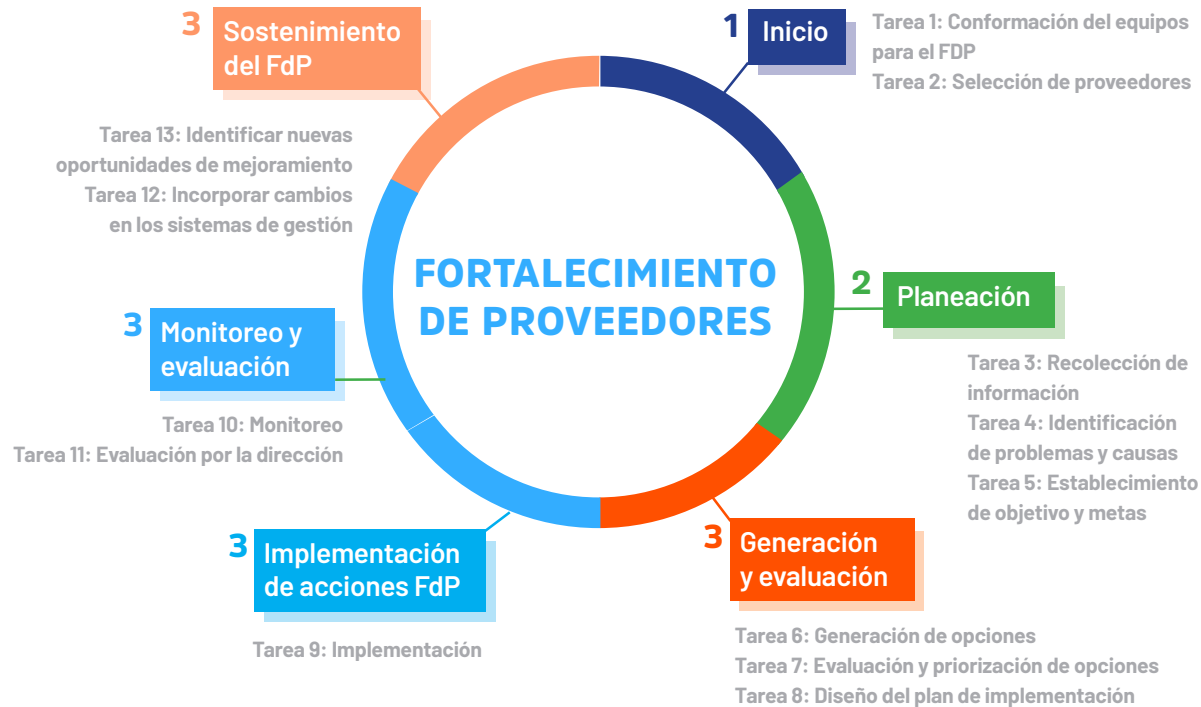 FORTALECIMIENTO
DE PROVEEDORES
1
Inicio
Tarea 1: Conformación del equipos
para el FDP
Tarea 2: Selección de proveedores
2
Planeación
Tarea 3: Recolección de
información
Tarea 4: Identificación
de problemas y causas
Tarea 5: Establecimiento
de objetivo y metas
3
Generación
y evaluación
Tarea 6: Generación de opciones
Tarea 7: Evaluación y priorización de opciones
Tarea 8: Diseño del plan de implementación
3
Implementación
de acciones FdP
Tarea 9: Implementación
3
Monitoreo y
evaluación
Tarea 10: Monitoreo
Tarea 11: Evaluación por la dirección
3
Sostenimiento
del FdP
Tarea 13: Identificar nuevas
oportunidades de mejoramiento
Tarea 12: Incorporar cambios
en los sistemas de gestión